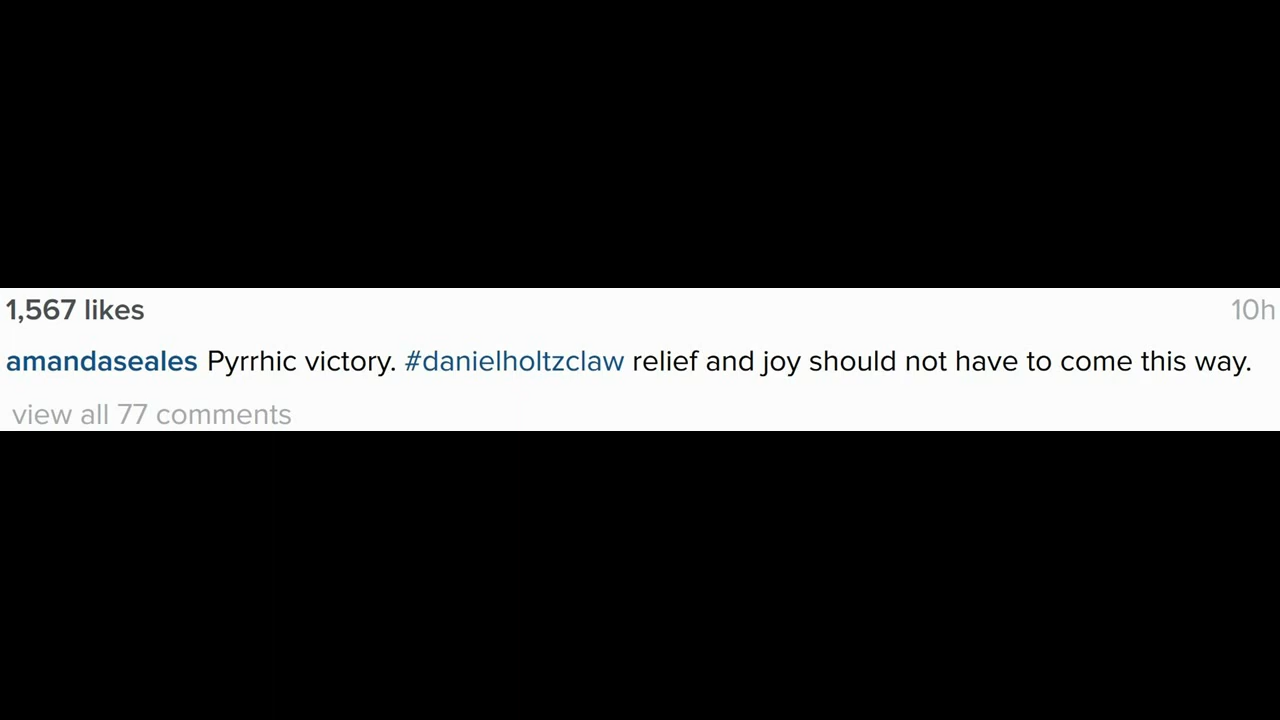 1,567 likes 10h
amandaseales Pyrrhic victory. #danielholtzclaw relief and joy should not have to come this way.
view all 77 comments